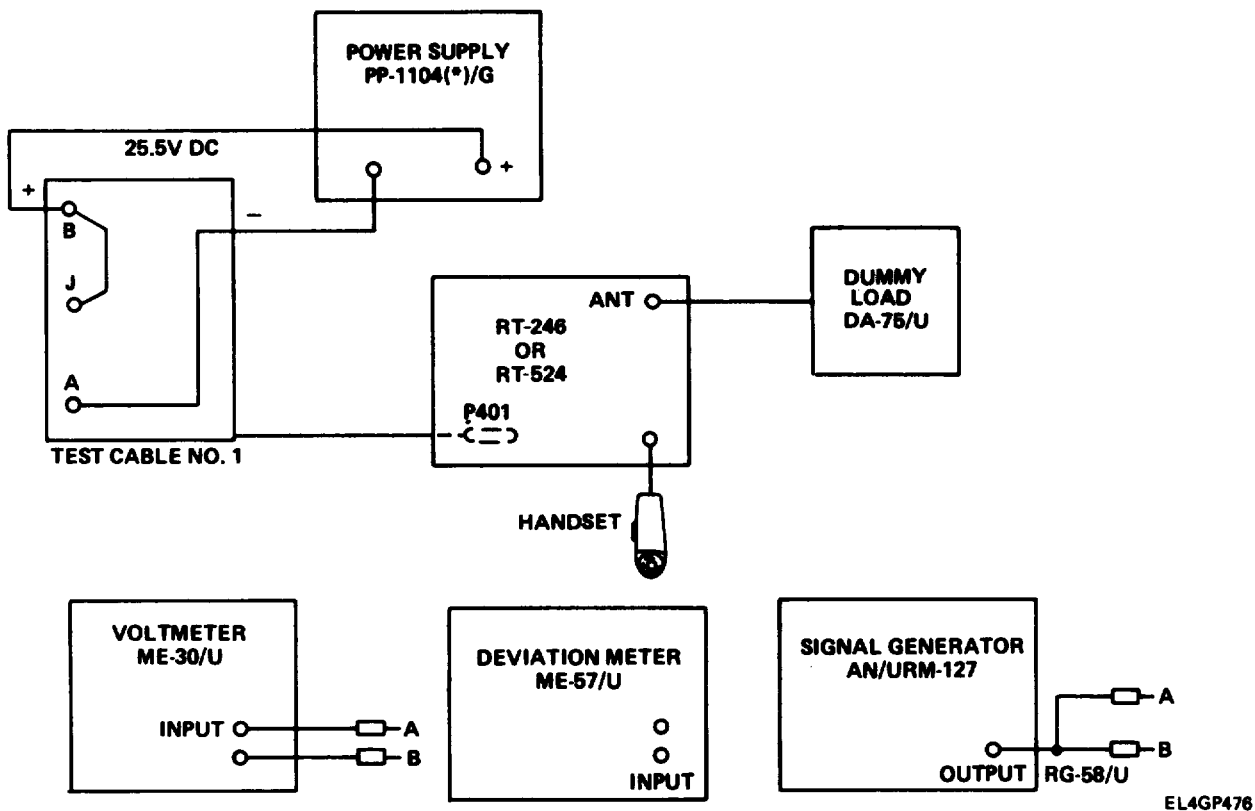 POWER SUPPLY
PP-1104(*)/G
25.5V DC
+
+
B
–
J
A
TEST CABLE NO. 1
ANT
RT-246
OR
RT-524
P401
DUMMY
LOAD
DA-75/U
HANDSET
VOLTMETER
ME-30/U
INPUT
A
B
DEVIATION METER
ME-57/U
INPUT
SIGNAL GENERATOR
AN/URM-127
A
B
OUTPUT
RG-58/U
EL4GP476